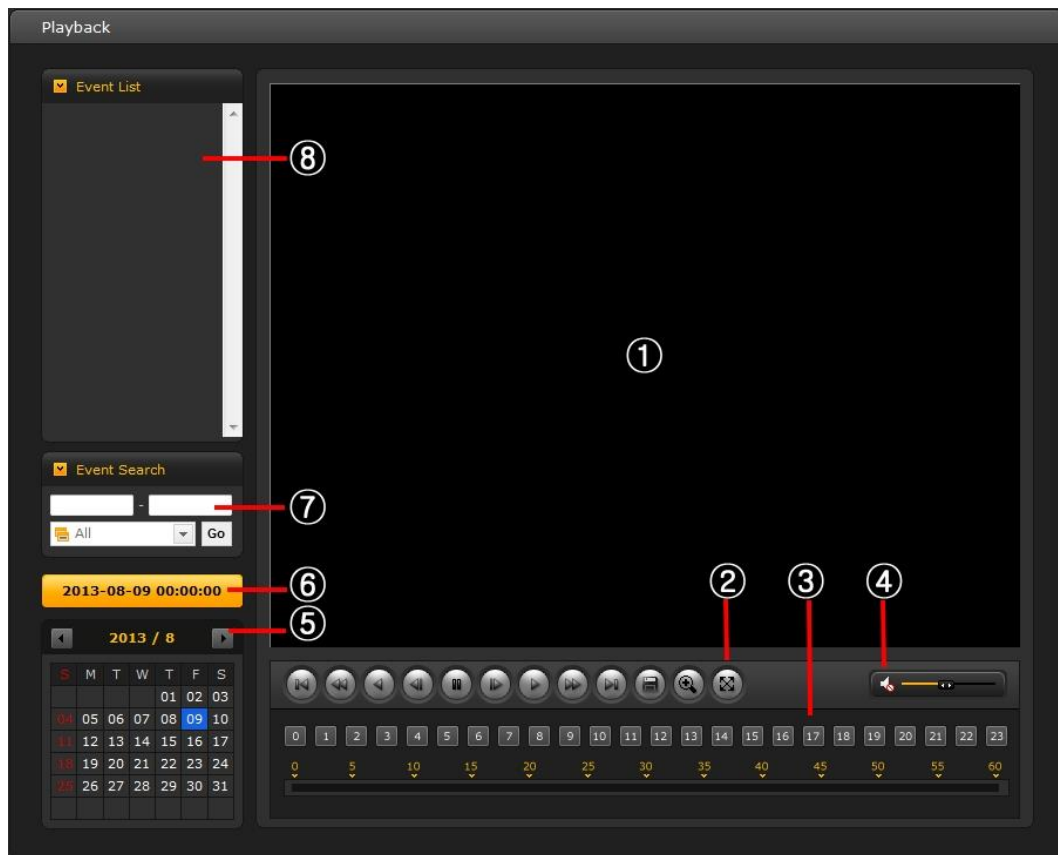 Playback
Event List
⑧
①
Event Search
-
⑦
All
Go
2013-08-09 00:00:00
⑥
②
③
④
⑤
2013 / 8
S M T W T F S
01 02 03
04 05 06 07 08 09 10
11 12 13 14 15 16 17
18 19 20 21 22 23 24
25 26 27 28 29 30 31
0 1 2 3 4 5 6 7 8 9 10 11 12 13 14 15 16 17 18 19 20 21 22 23
0 5 10 15 20 25 30 35 40 45 50 55 60